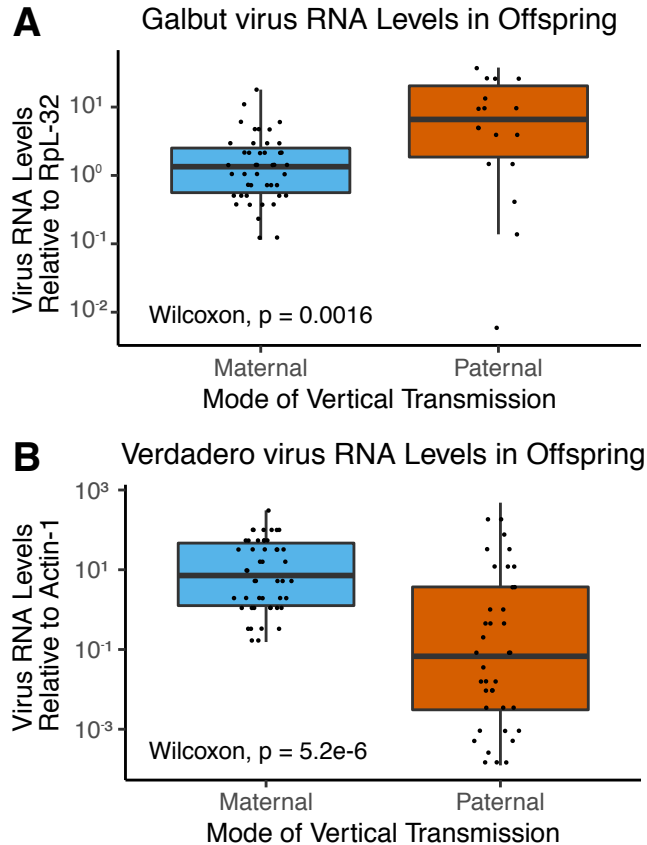 A
Galbut virus RNA Levels in Offspring
Virus RNA Levels
Relative to RpL-32
10¹
10⁰
10⁻¹
10⁻²
Wilcoxon, p = 0.0016
Maternal
Paternal
Mode of Vertical Transmission
B
Verdadero virus RNA Levels in Offspring
Virus RNA Levels
Relative to Actin-1
10³
10¹
10⁻¹
10⁻³
Wilcoxon, p = 5.2e-6
Maternal
Paternal
Mode of Vertical Transmission